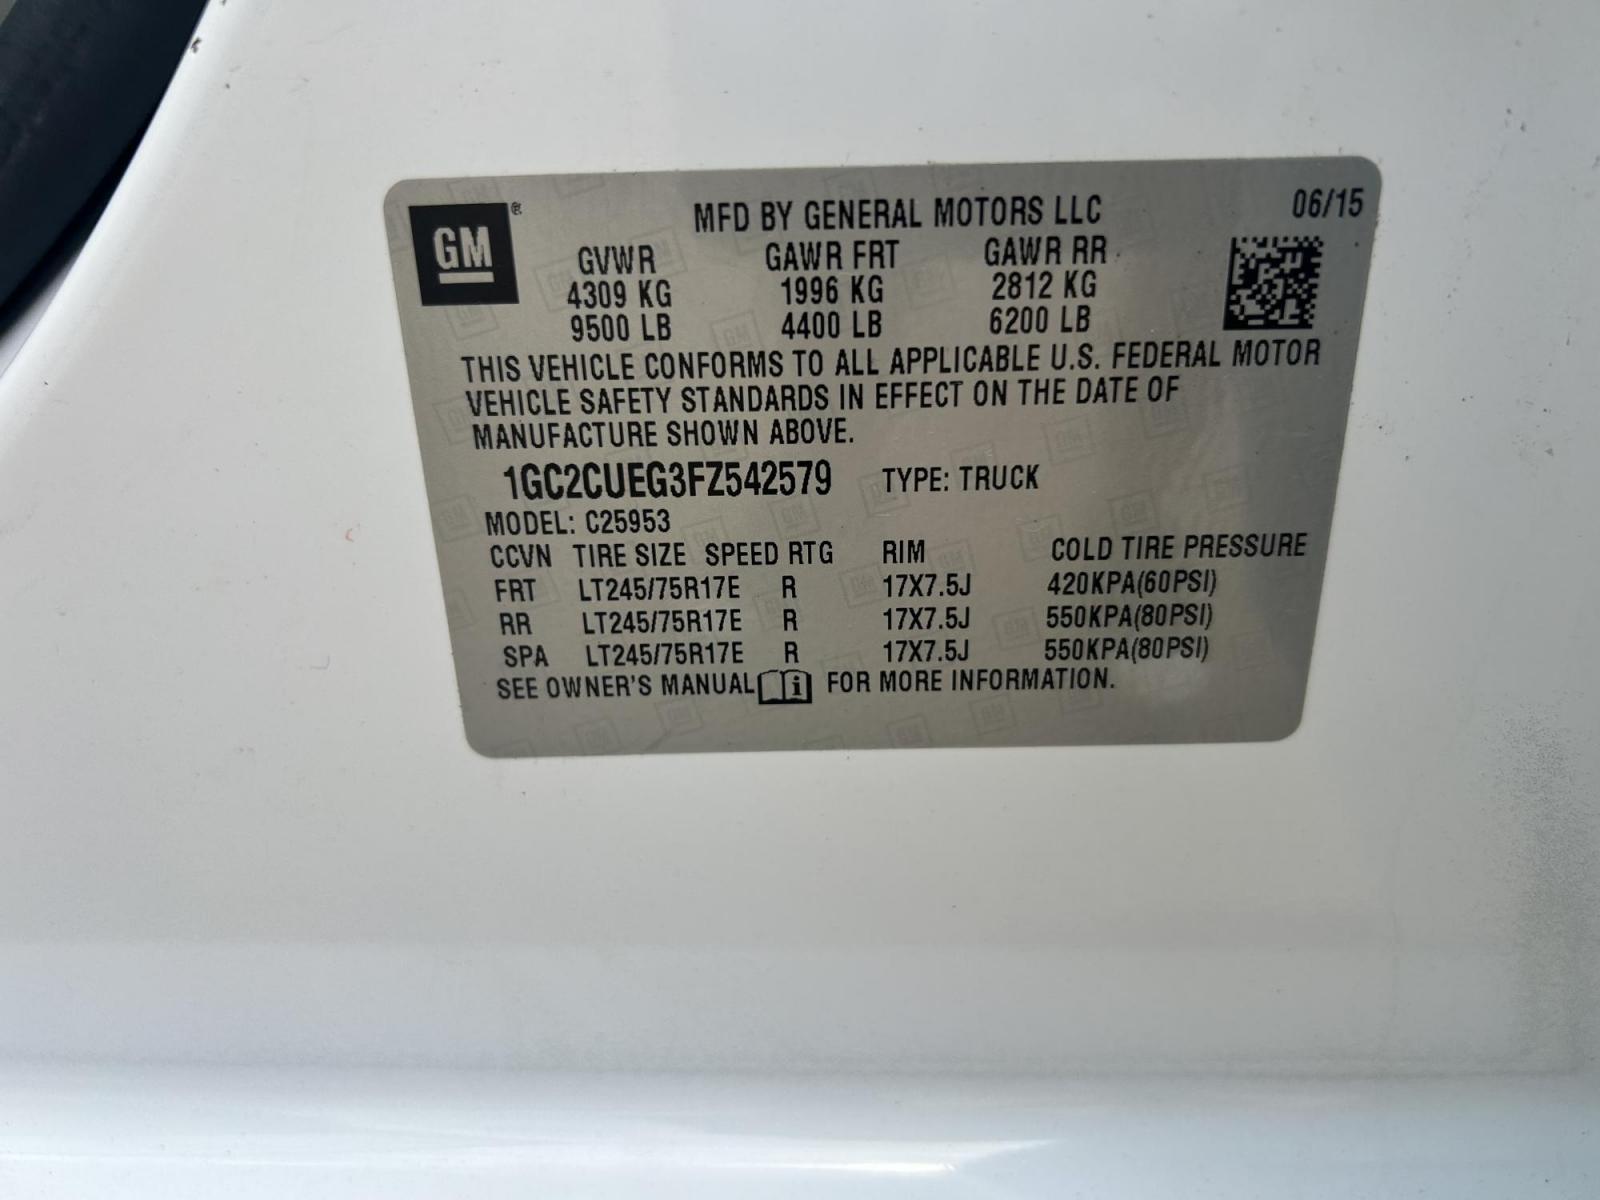 GM ®
MFD BY GENERAL MOTORS LLC 06/15
GVWR GAWR FRT GAWR RR
4309 KG 1996 KG 2812 KG
9500 LB 4400 LB 6200 LB
THIS VEHICLE CONFORMS TO ALL APPLICABLE U.S. FEDERAL MOTOR
VEHICLE SAFETY STANDARDS IN EFFECT ON THE DATE OF
MANUFACTURE SHOWN ABOVE.
1GC2CUEG3FZ542579 TYPE: TRUCK
MODEL: C25953
CCVN TIRE SIZE SPEED RTG RIM COLD TIRE PRESSURE
FRT LT245/75R17E R 17X7.5J 420KPA(60PSI)
RR LT245/75R17E R 17X7.5J 550KPA(80PSI)
SPA LT245/75R17E R 17X7.5J 550KPA(80PSI)
SEE OWNER'S MANUAL i FOR MORE INFORMATION.